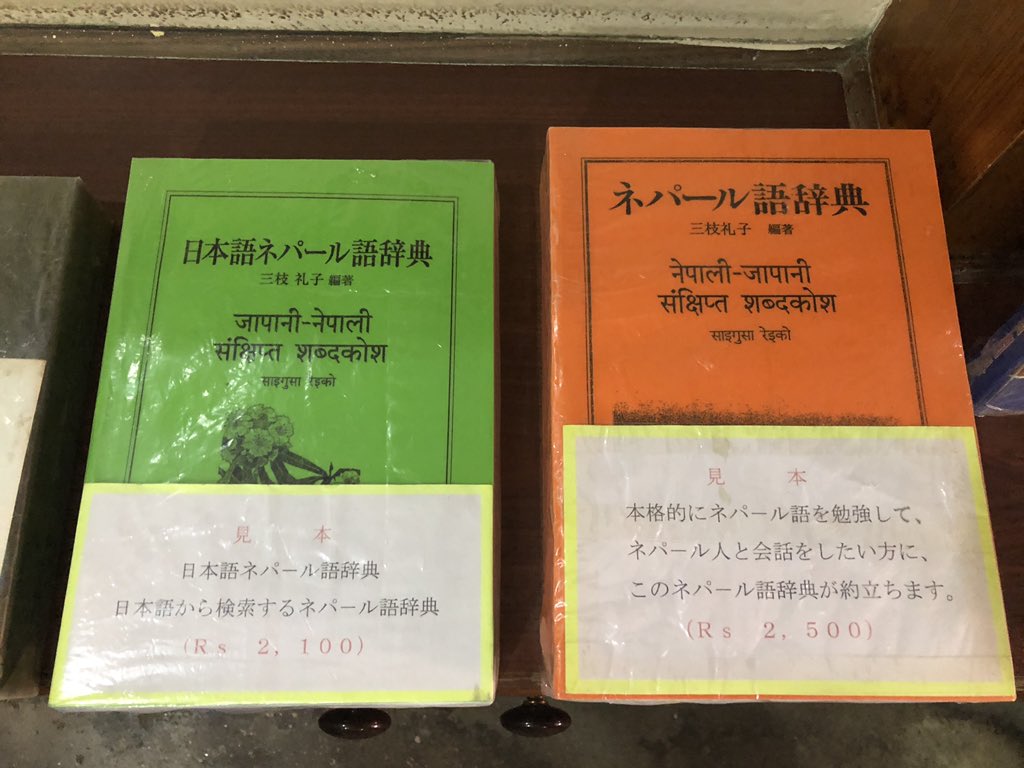 日本語ネパール語辞典
三枝 礼子 編著
जापानी-नेपाली
संक्षिप्त शब्दकोश
साइगुसा रेइको
見 本
日本語ネパール語辞典
日本語から検索するネパール語辞典
(Rs 2,100)
ネパール語辞典
三枝礼子 編著
नेपाली-जापानी
संक्षिप्त शब्दकोश
साइगुसा रेइको
見 本
本格的にネパール語を勉強して、
ネパール人と会話をしたい方に、
このネパール語辞典が約立ちます。
(Rs 2,500)